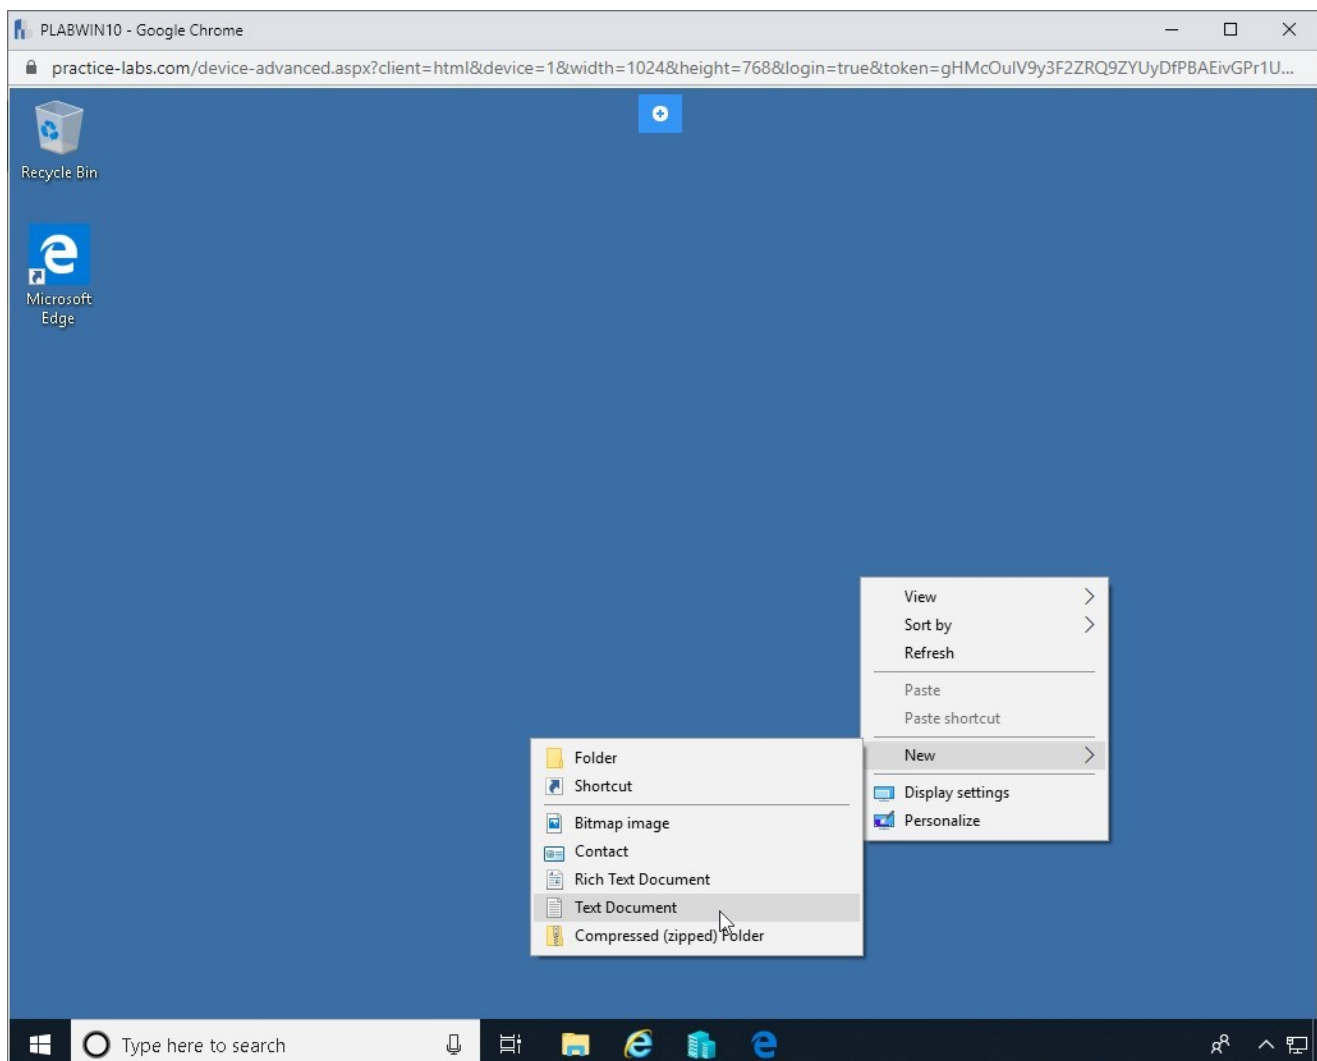 PLABWIN10 - Google Chrome
practice-labs.com/device-advanced.aspx?client=html&device=1&width=1024&height=768&login=true&token=gHMcOulV9y3F2ZRQ9ZYUyDfPBAEivGPr1U...
Recycle Bin
Microsoft
Edge
View
Sort by
Refresh
Paste
Paste shortcut
New
Display settings
Personalize
Folder
Shortcut
Bitmap image
Contact
Rich Text Document
Text Document
Compressed (zipped) Folder
Type here to search